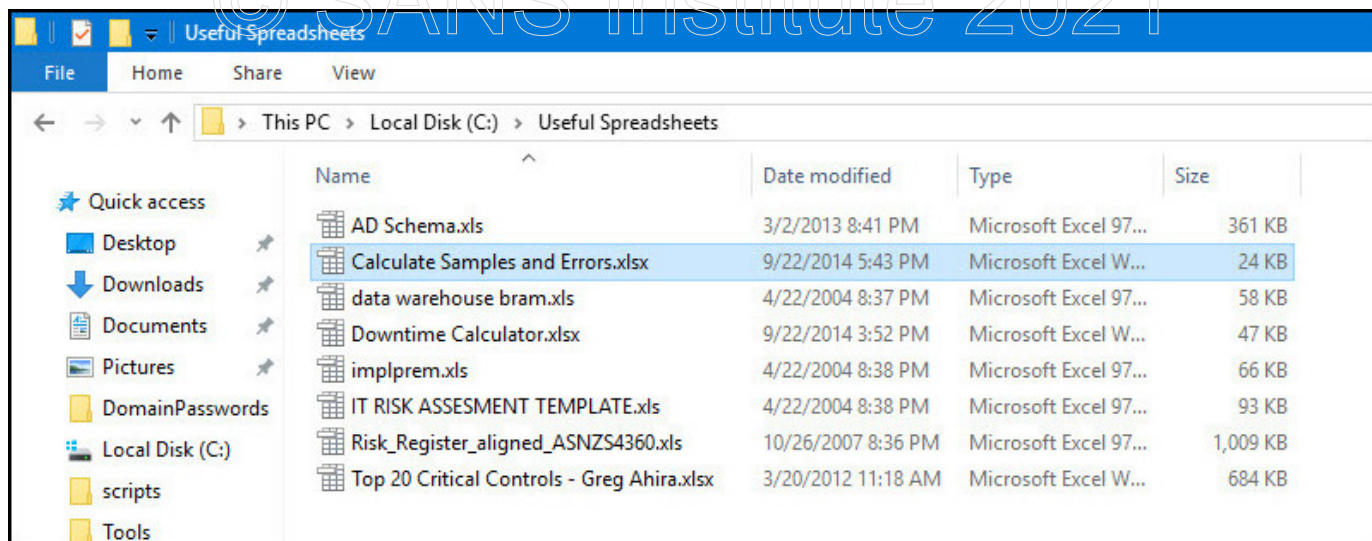 © SANS Institute 2021
Useful Spreadsheets
File Home Share View
This PC > Local Disk (C:) > Useful Spreadsheets
Name Date modified Type Size
Quick access
Desktop
Downloads
Documents
Pictures
DomainPasswords
Local Disk (C:)
scripts
Tools
AD Schema.xls 3/2/2013 8:41 PM Microsoft Excel 97... 361 KB
Calculate Samples and Errors.xlsx 9/22/2014 5:43 PM Microsoft Excel W... 24 KB
data warehouse bram.xls 4/22/2004 8:37 PM Microsoft Excel 97... 58 KB
Downtime Calculator.xlsx 9/22/2014 3:52 PM Microsoft Excel W... 47 KB
implprem.xls 4/22/2004 8:38 PM Microsoft Excel 97... 66 KB
IT RISK ASSESMENT TEMPLATE.xls 4/22/2004 8:38 PM Microsoft Excel 97... 93 KB
Risk_Register_aligned_ASNZS4360.xls 10/26/2007 8:36 PM Microsoft Excel 97... 1,009 KB
Top 20 Critical Controls - Greg Ahira.xlsx 3/20/2012 11:18 AM Microsoft Excel W... 684 KB